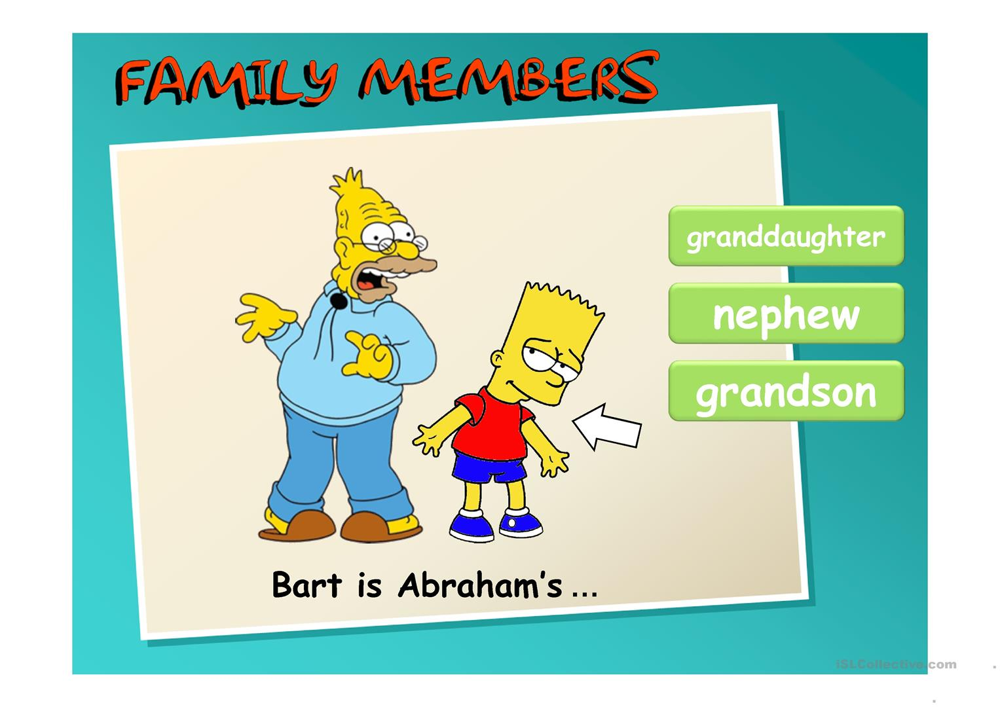 FAMILY MEMBERS
granddaughter
nephew
grandson
Bart is Abraham's ...
iSLCollective.com